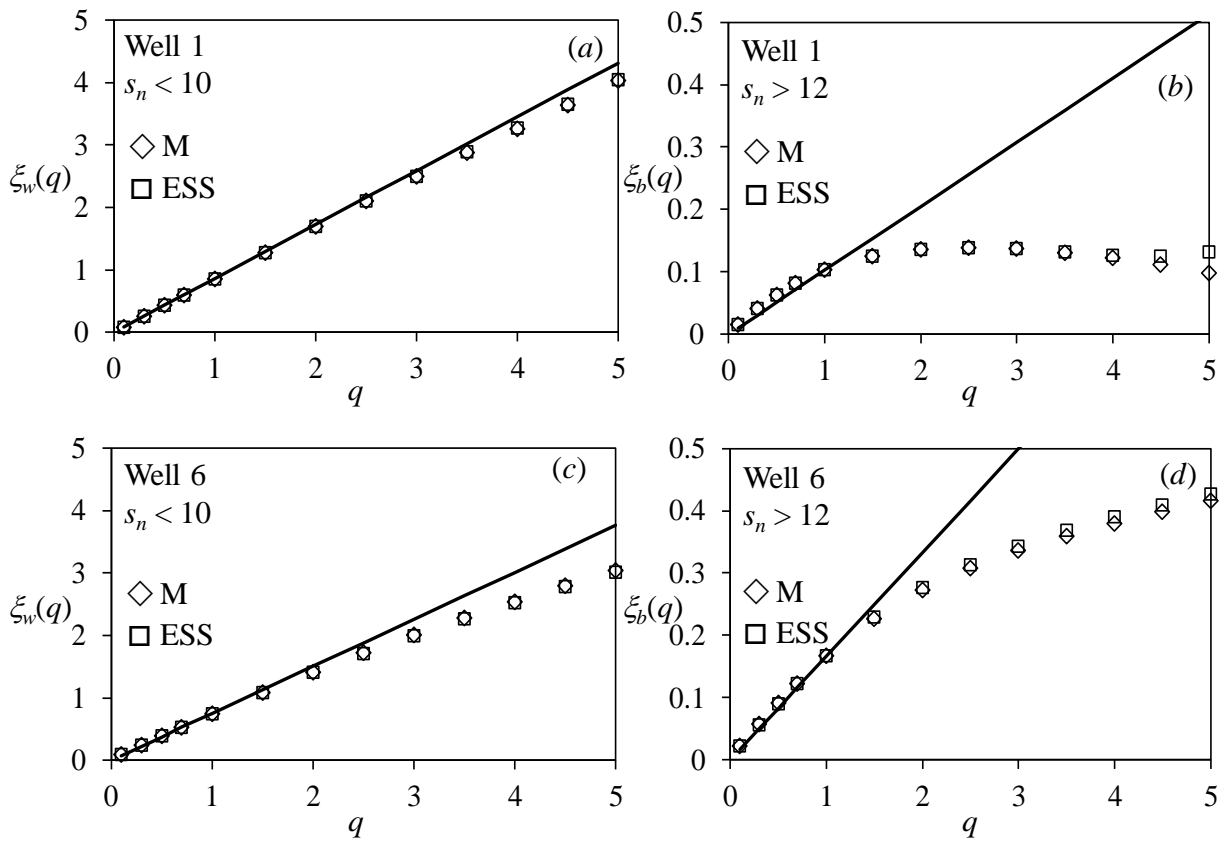 Well 1
(a)
sₙ < 10
M
ESS
ξ_w(q)
5
4
3
2
1
0
0 1 2 3 4 5
q
Well 1
(b)
sₙ > 12
M
ESS
ξ_b(q)
0.5
0.4
0.3
0.2
0.1
0
0 1 2 3 4 5
q
Well 6
(c)
sₙ < 10
M
ESS
ξ_w(q)
5
4
3
2
1
0
0 1 2 3 4 5
q
Well 6
(d)
sₙ > 12
M
ESS
ξ_b(q)
0.5
0.4
0.3
0.2
0.1
0
0 1 2 3 4 5
q